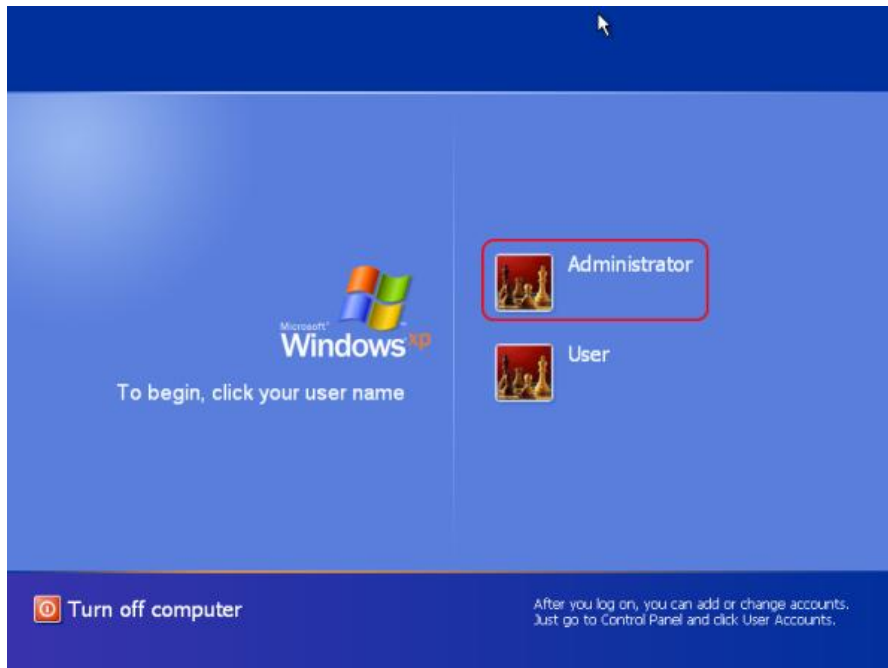 Administrator
Microsoft®
Windows xp
User
To begin, click your user name
Turn off computer
After you log on, you can add or change accounts.
Just go to Control Panel and click User Accounts.